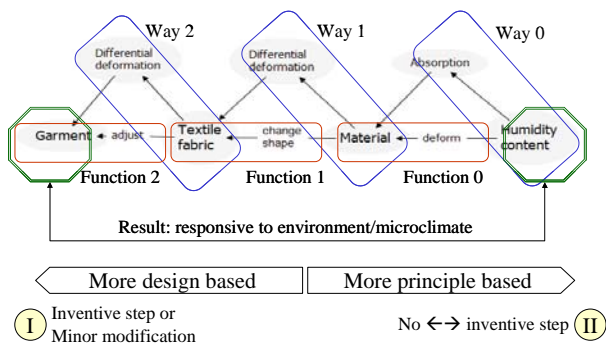 Way 2
Way 1
Way 0
Differential
deformation
Differential
deformation
Absorption
Garment
adjust
Textile
fabric
change
shape
Material
deform
Humidity
content
Function 2
Function 1
Function 0
Result: responsive to environment/microclimate
More design based
More principle based
I
Inventive step or
Minor modification
No ←→ inventive step
II